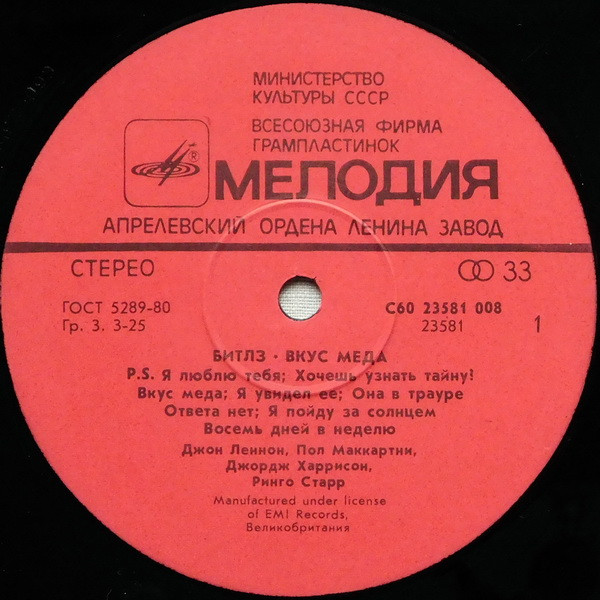 МИНИСТЕРСТВО
КУЛЬТУРЫ СССР
ВСЕСОЮЗНАЯ ФИРМА
ГРАМПЛАСТИНОК
® МЕЛОДИЯ
АПРЕЛЕВСКИЙ ОРДЕНА ЛЕНИНА ЗАВОД
СТЕРЕО 33
ГОСТ 5289-80 С60 23581 008
Гр. 3. 3-25 23581 1
БИТЛЗ · ВКУС МЕДА
P.S. Я люблю тебя; Хочешь узнать тайну?
Вкус меда; Я увидел ее; Она в трауре
Ответа нет; Я пойду за солнцем
Восемь дней в неделю
Джон Леннон, Пол Маккартни,
Джордж Харрисон,
Ринго Старр
Manufactured under license
of EMI Records,
Великобритания